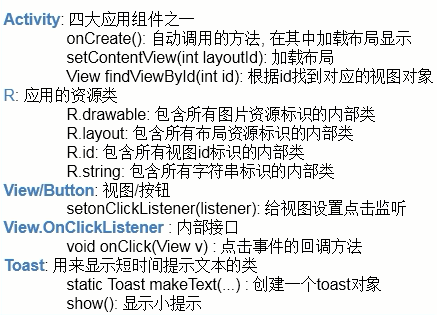 Activity: 四大应用组件之一
onCreate(): 自动调用的方法, 在其中加载布局显示
setContentView(int layoutId): 加载布局
View findViewById(int id): 根据id找到对应的视图对象
R: 应用的资源类
R.drawable: 包含所有图片资源标识的内部类
R.layout: 包含所有布局资源标识的内部类
R.id: 包含所有视图id标识的内部类
R.string: 包含所有字符串标识的内部类
View/Button: 视图/按钮
setonClickListener(listener): 给视图设置点击监听
View.OnClickListener : 内部接口
void onClick(View v) : 点击事件的回调方法
Toast: 用来显示短时间提示文本的类
static Toast makeText(...) : 创建一个toast对象
show(): 显示小提示